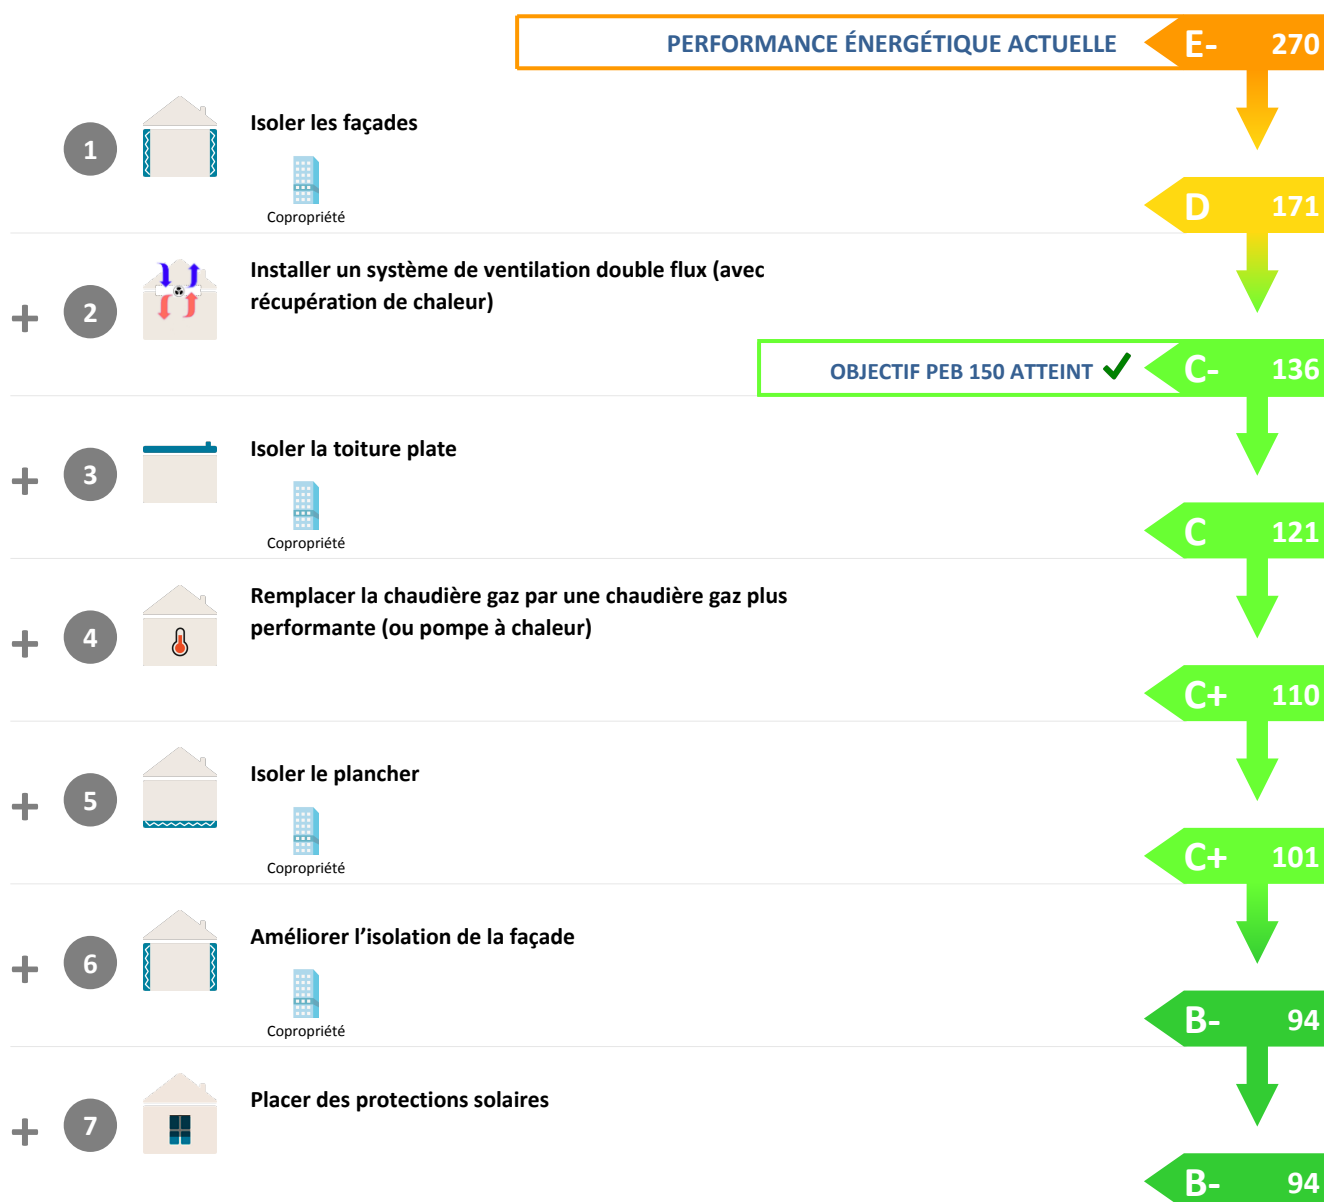 PERFORMANCE ÉNERGÉTIQUE ACTUELLE E- 270
1 Isoler les façades
Copropriété
D 171
+ 2 Installer un système de ventilation double flux (avec
récupération de chaleur)
OBJECTIF PEB 150 ATTEINT C- 136
+ 3 Isoler la toiture plate
Copropriété
C 121
+ 4 Remplacer la chaudière gaz par une chaudière gaz plus
performante (ou pompe à chaleur)
C+ 110
+ 5 Isoler le plancher
Copropriété
C+ 101
+ 6 Améliorer l’isolation de la façade
Copropriété
B- 94
+ 7 Placer des protections solaires
B- 94